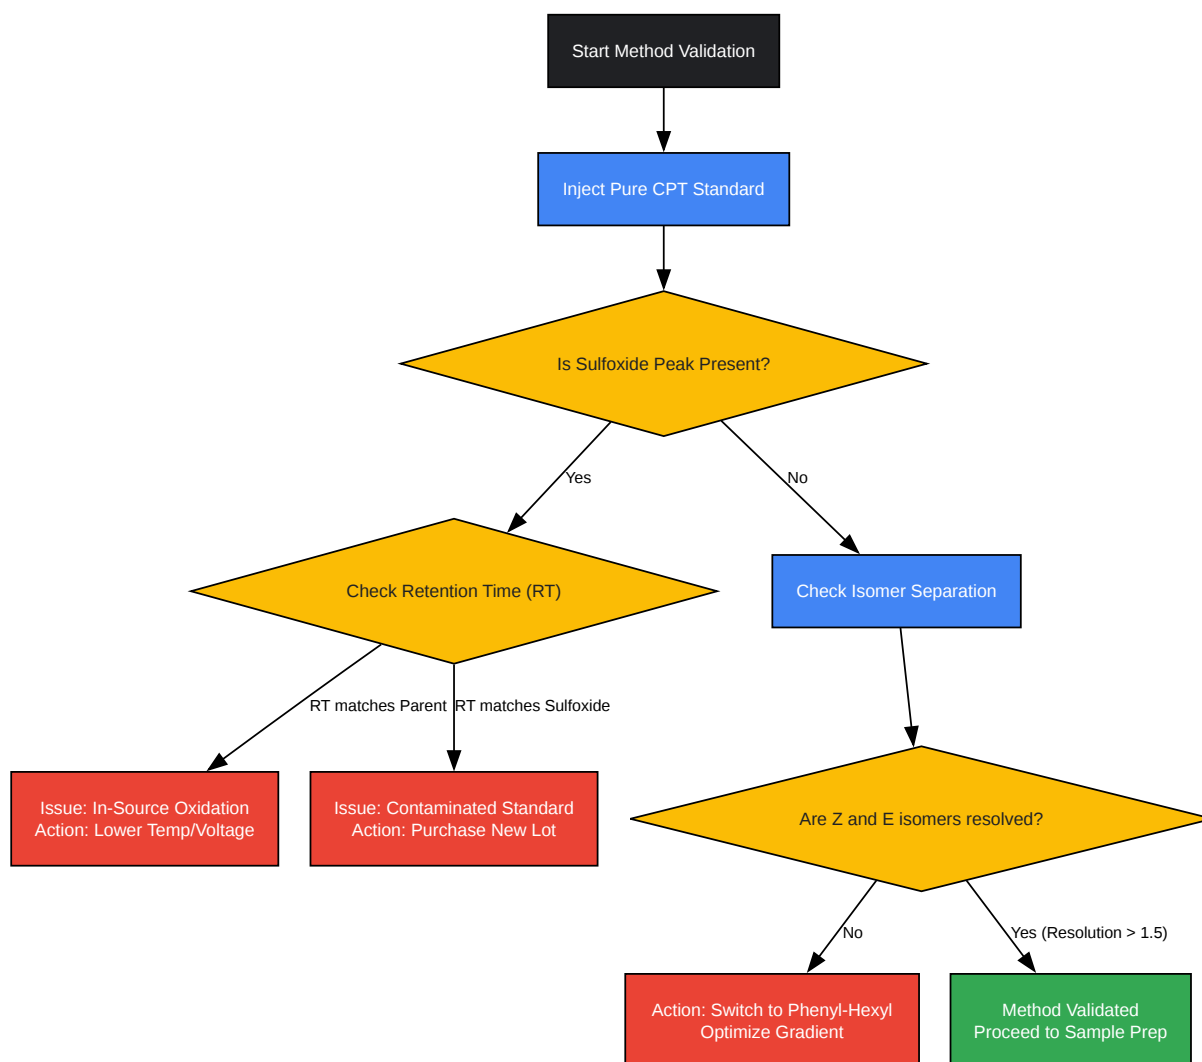 Start Method Validation
Inject Pure CPT Standard
Is Sulfoxide Peak Present?
Yes
No
Check Retention Time (RT)
Check Isomer Separation
RT matches Parent
RT matches Sulfoxide
Issue: In-Source Oxidation
Action: Lower Temp/Voltage
Issue: Contaminated Standard
Action: Purchase New Lot
Are Z and E isomers resolved?
No
Yes (Resolution > 1.5)
Action: Switch to Phenyl-Hexyl
Optimize Gradient
Method Validated
Proceed to Sample Prep